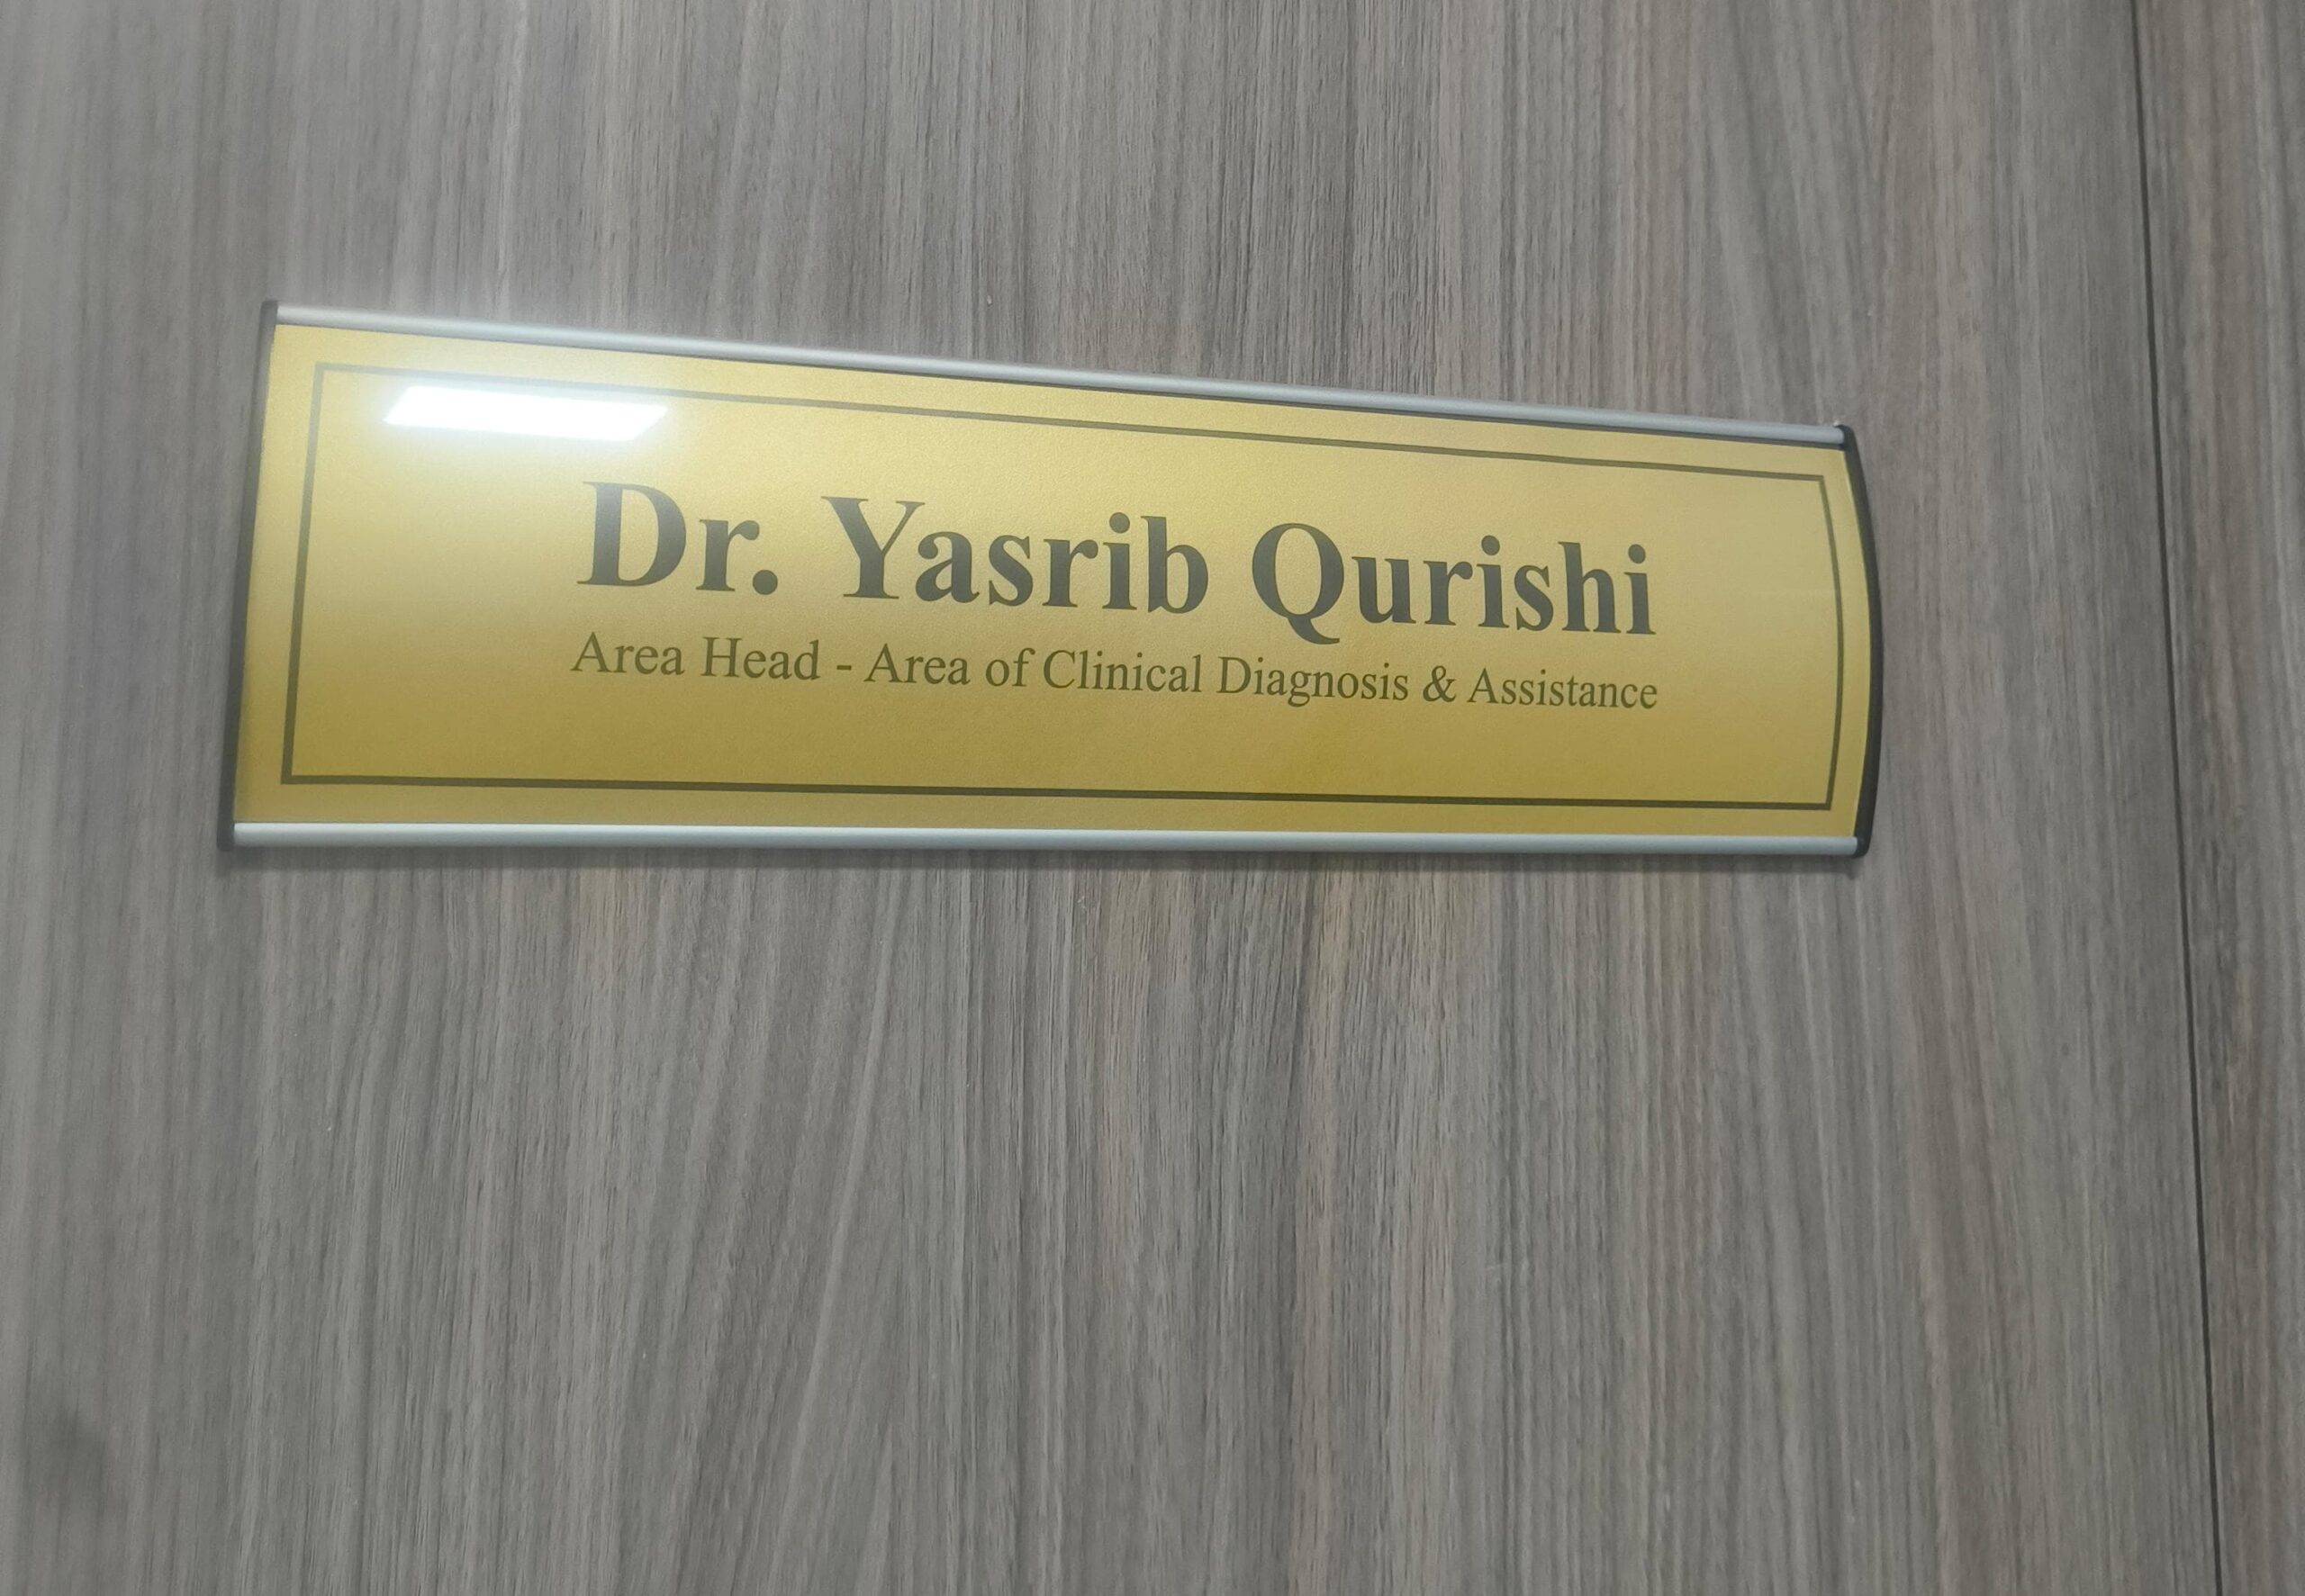 Dr. Yasrib Qurishi
Area Head - Area of Clinical Diagnosis & Assistance